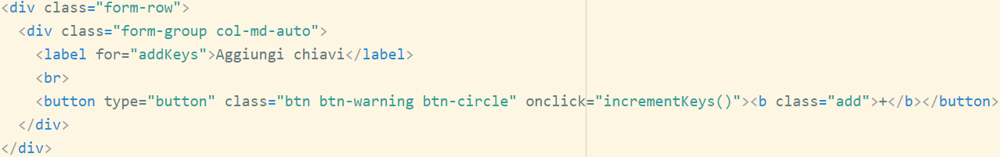 <div class="form-row">
  <div class="form-group col-md-auto">
    <label for="addKeys">Aggiungi chiavi</label>
    <br>
    <button type="button" class="btn btn-warning btn-circle" onclick="incrementKeys()"><b class="add">+</b></button>
  </div>
</div>